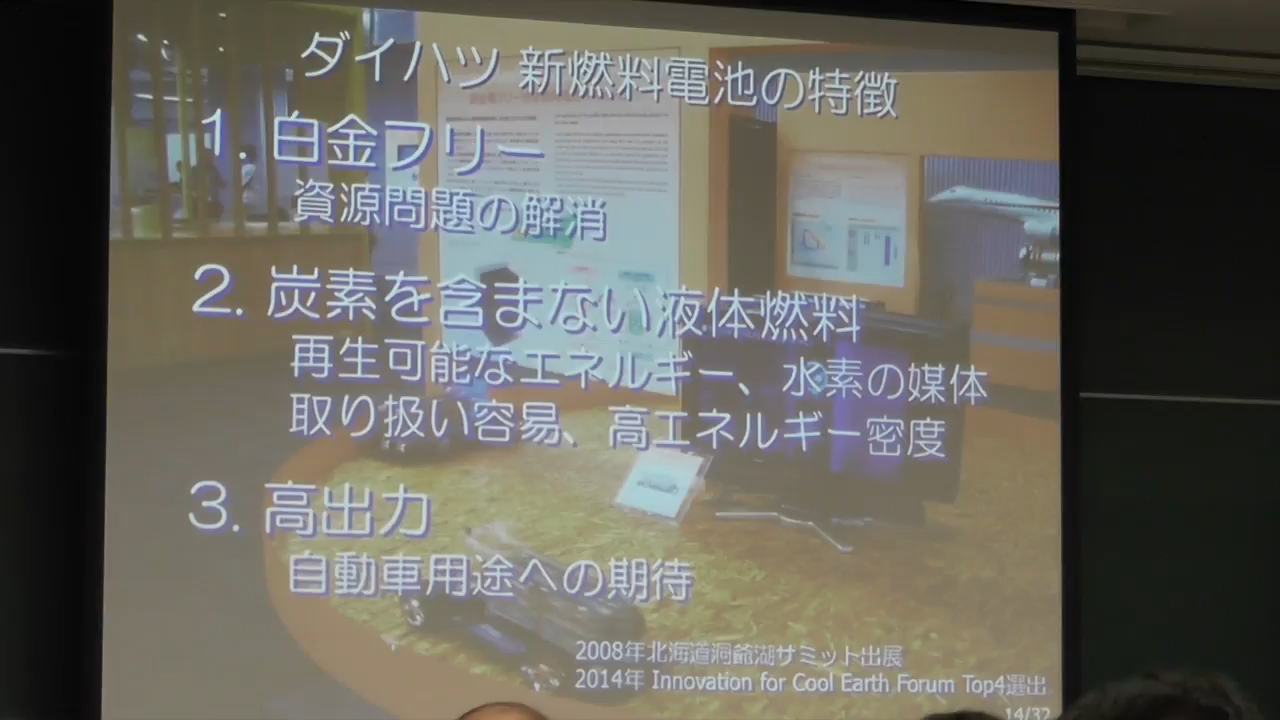 ダイハツ 新燃料電池の特徴
1. 白金フリー
資源問題の解消
2. 炭素を含まない液体燃料
再生可能なエネルギー、水素の媒体
取り扱い容易、高エネルギー密度
3. 高出力
自動車用途への期待
2008年北海道洞爺湖サミット出展
2014年 Innovation for Cool Earth Forum Top4選出
14/32